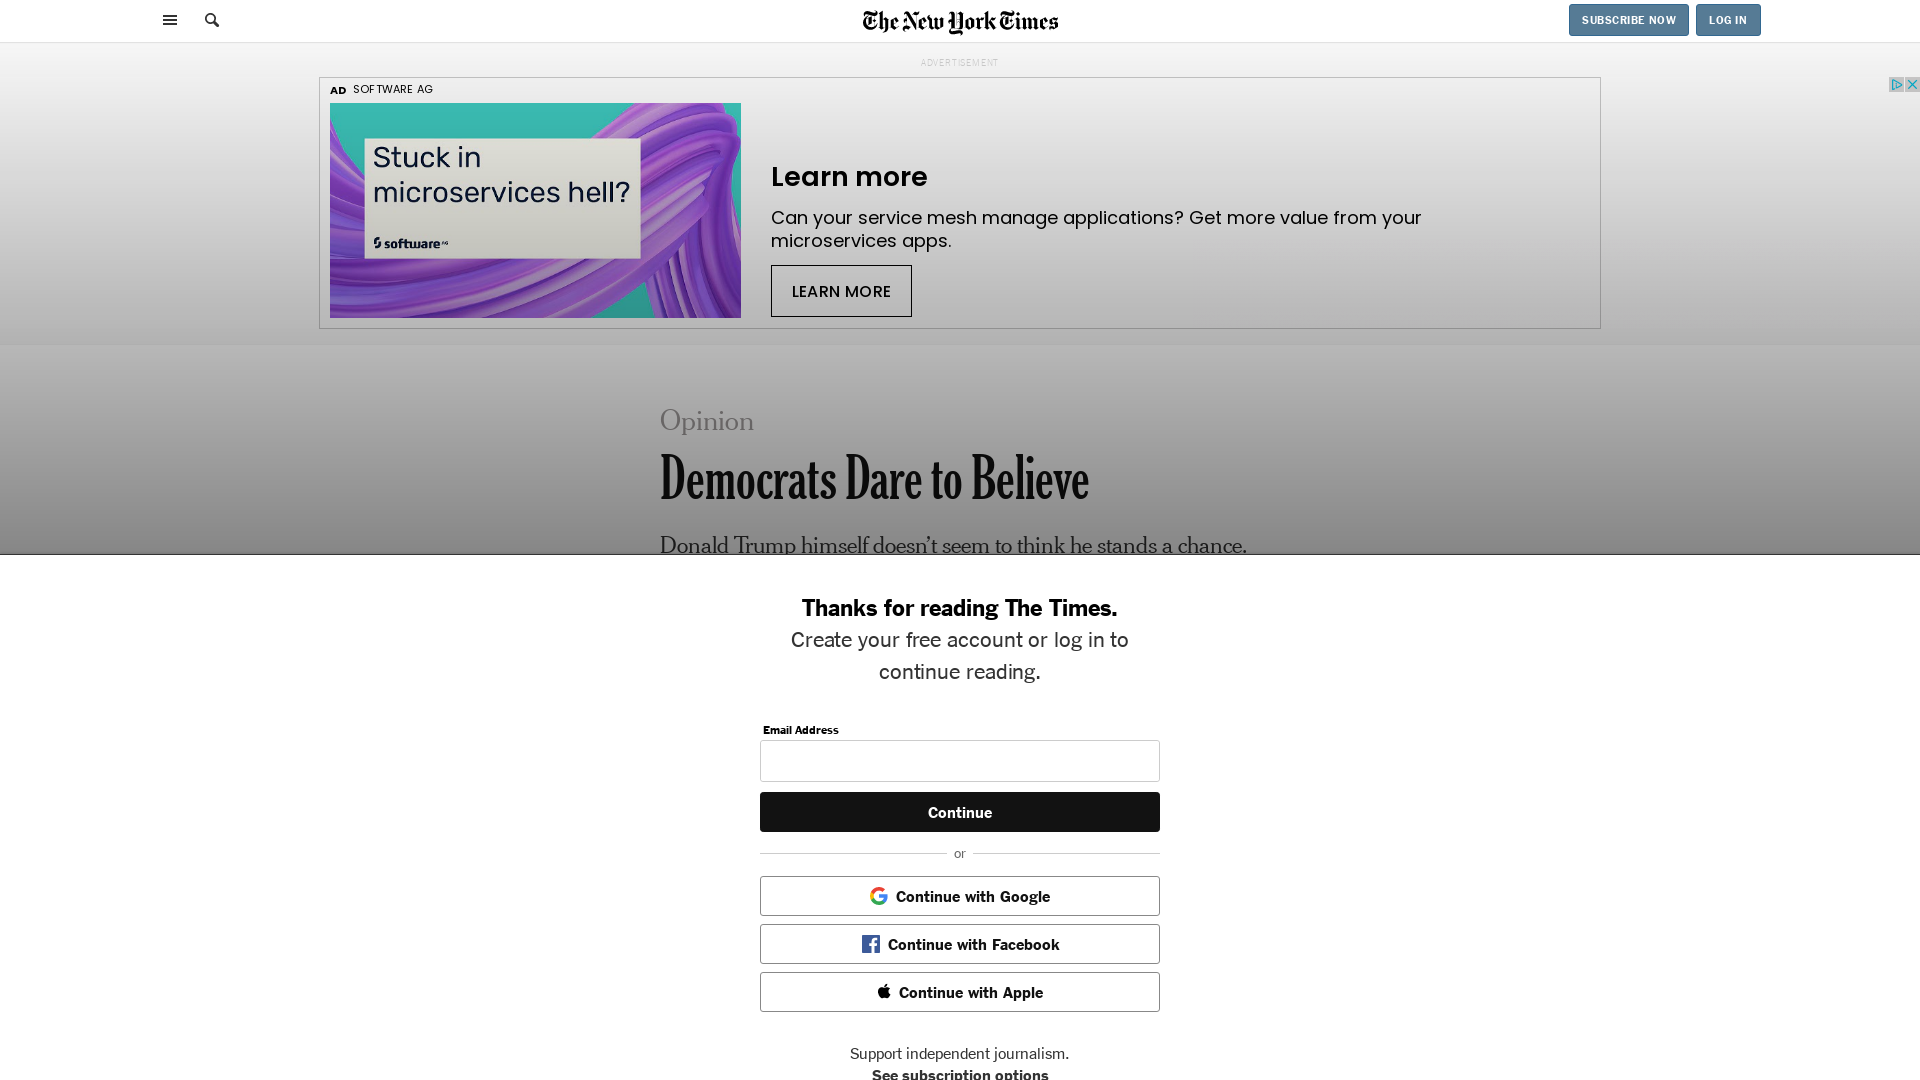 The New York Times
SUBSCRIBE NOW
LOG IN
ADVERTISEMENT
AD SOFTWARE AG
Stuck in
microservices hell?
software AG
Learn more
Can your service mesh manage applications? Get more value from your
microservices apps.
LEARN MORE
Opinion
Democrats Dare to Believe
Donald Trump himself doesn’t seem to think he stands a chance.
Thanks for reading The Times.
Create your free account or log in to
continue reading.
Email Address
Continue
or
Continue with Google
Continue with Facebook
Continue with Apple
Support independent journalism.
See subscription options